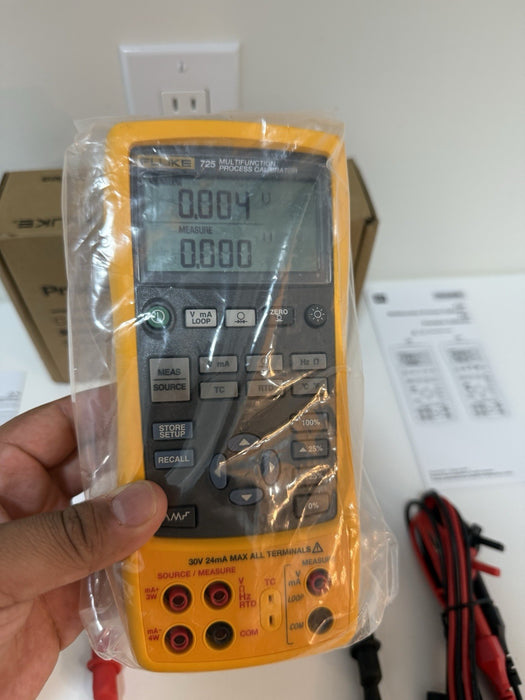 FLUKE 725 MULTIFUNCTION
PROCESS CALIBRATOR
0.004 V
MEASURE
0.000
V mA
LOOP
ZERO
MEAS
SOURCE
V mA
Hz Ω
TC
RTD
°C °F
STORE
SETUP
RECALL
100%
▲ 25%
0%
30V 24mA MAX ALL TERMINALS
SOURCE / MEASURE
MEASURE
mA+
3W
V
Hz
RTD
TC
V
mA
LOOP
mA-
4W
COM
COM